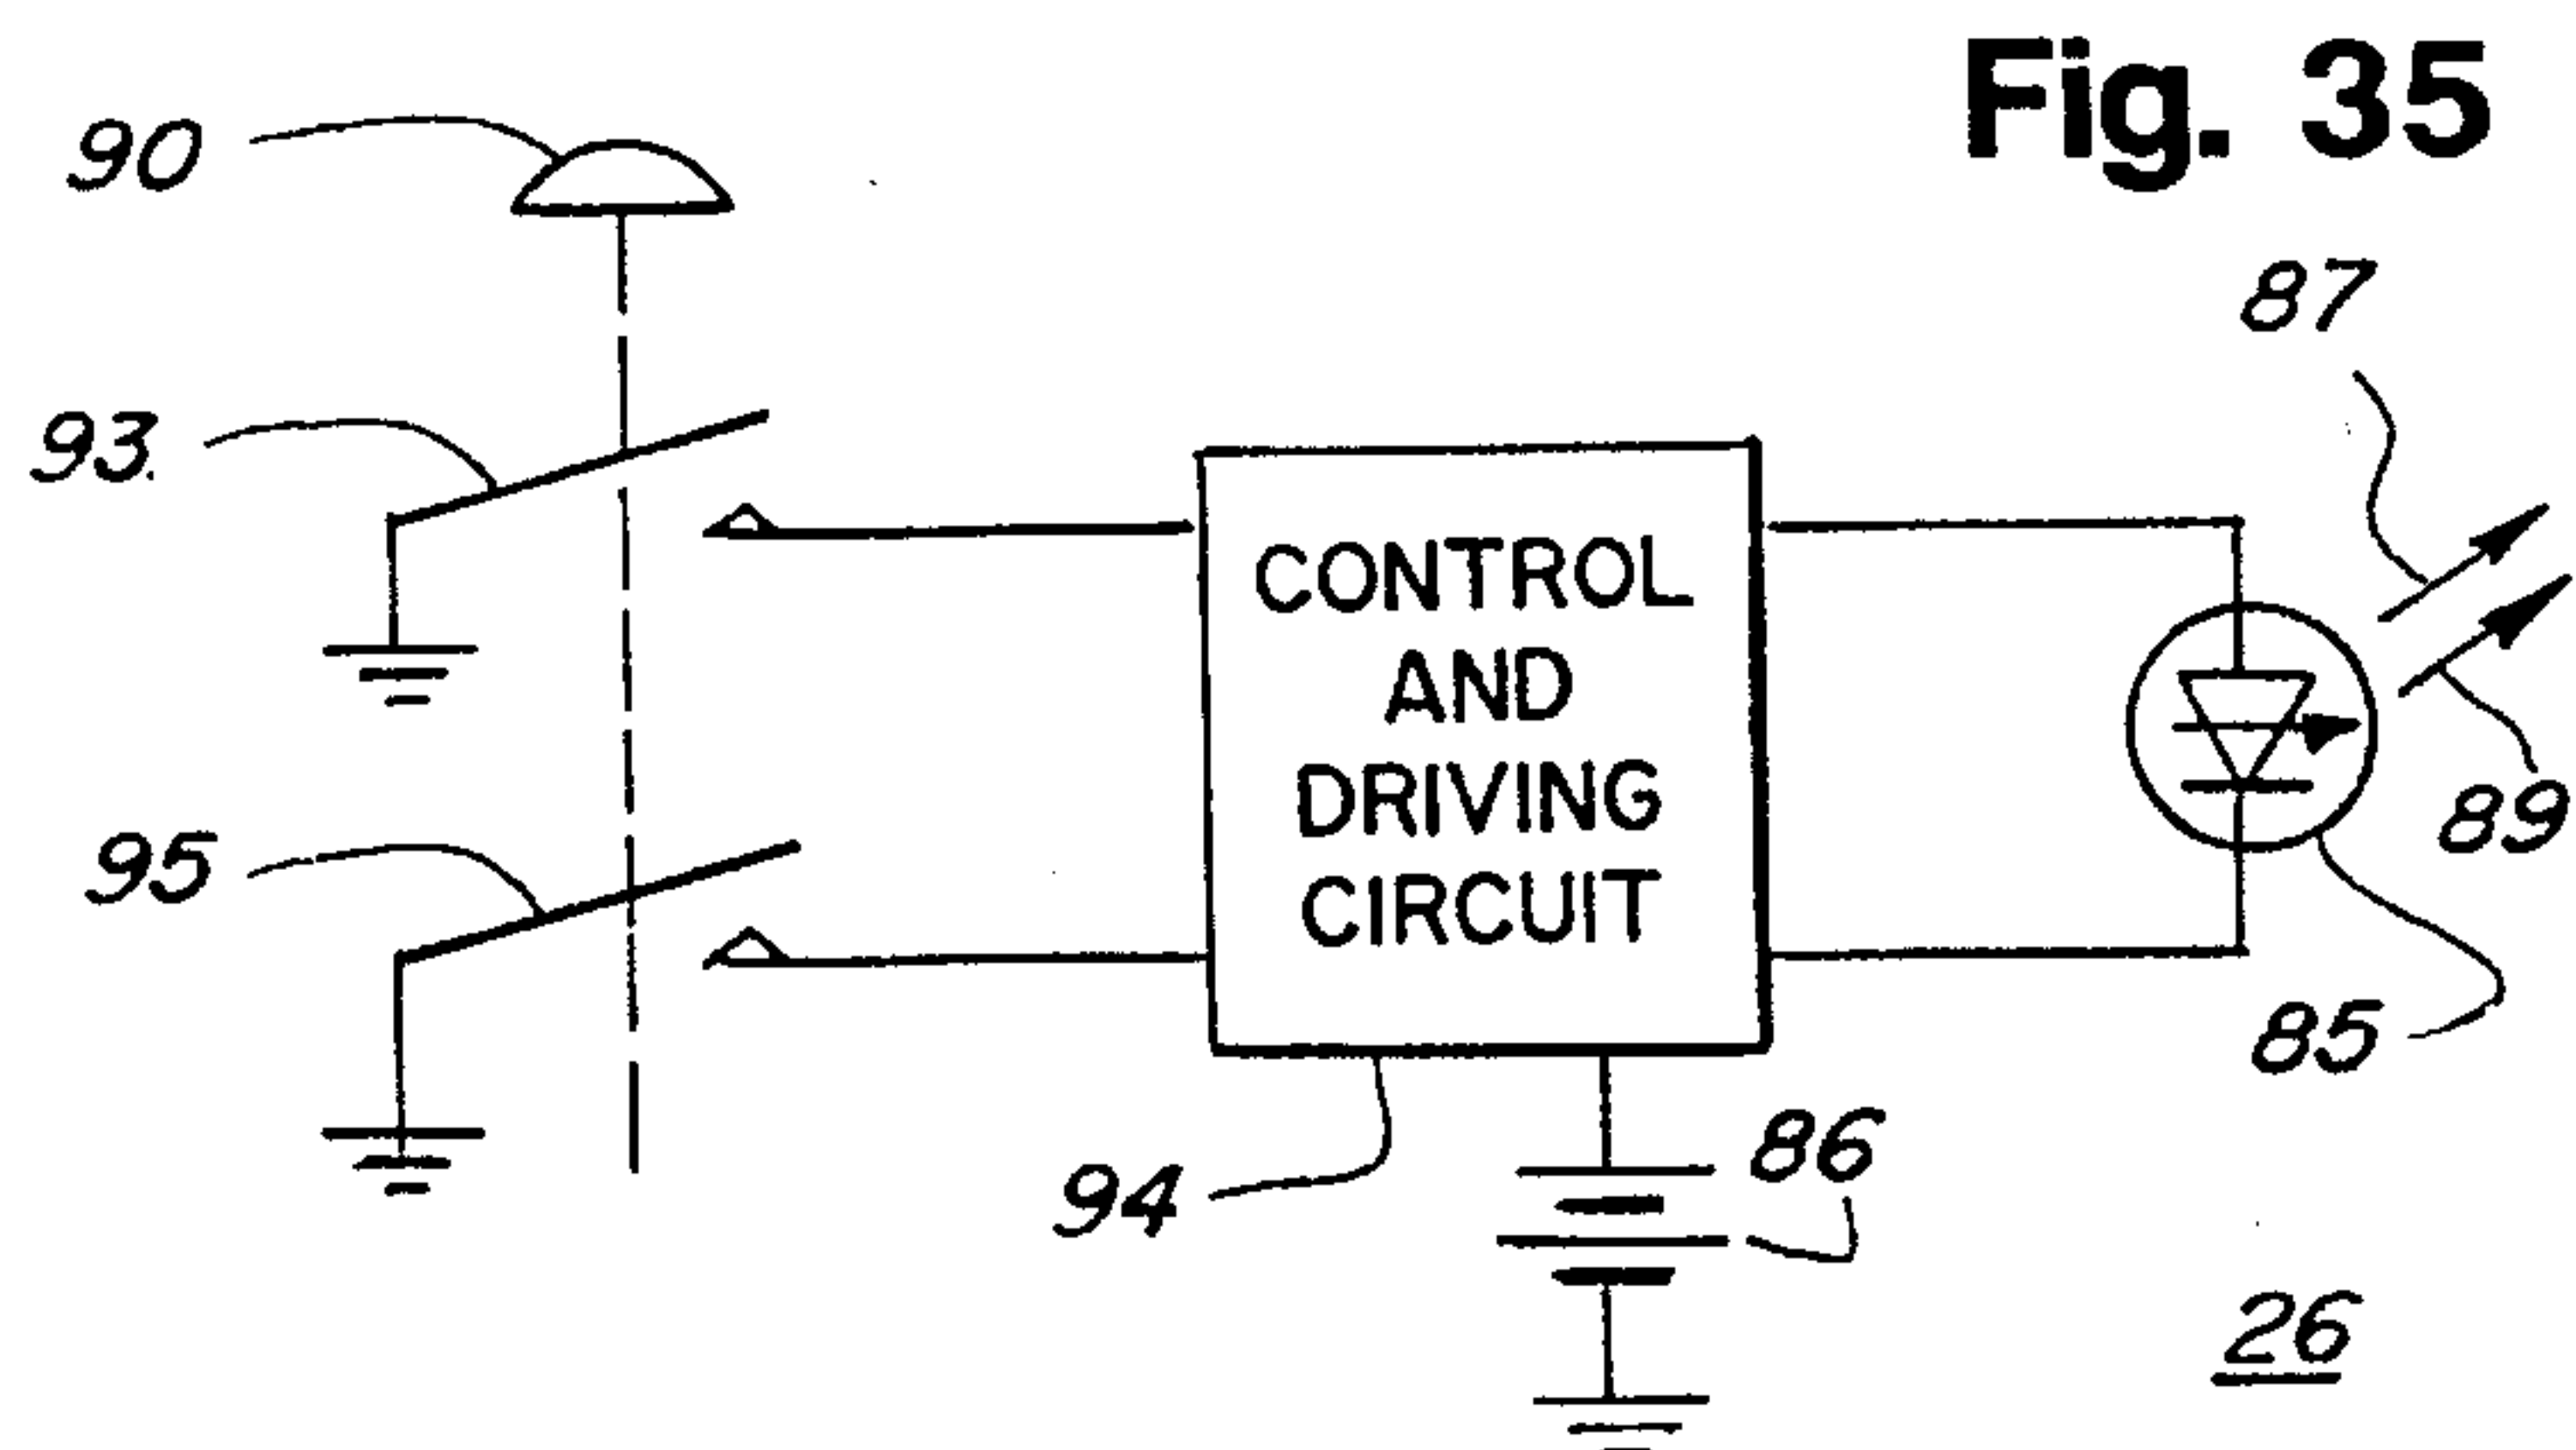 Fig. 35
90
87
93
CONTROL
AND
DRIVING
CIRCUIT
95
89
85
94
86
26